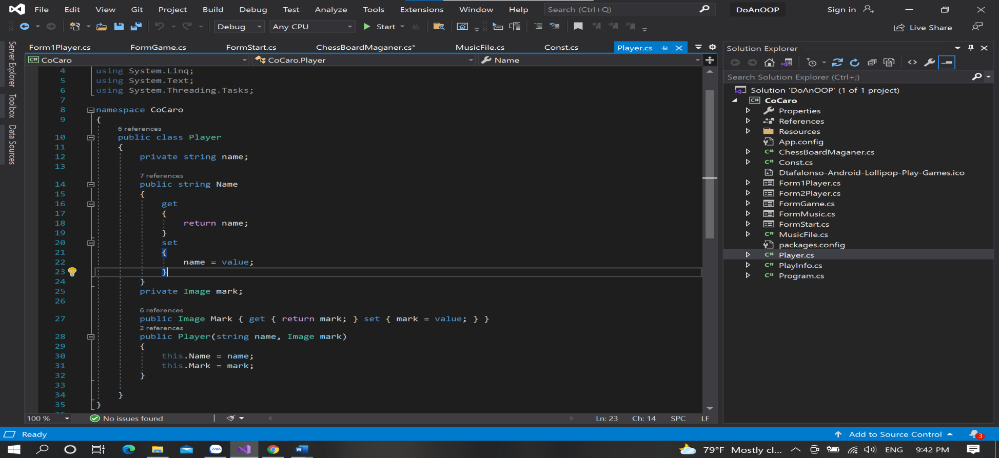 File Edit View Git Project Build Debug Test Analyze Tools Extensions Window Help Search (Ctrl+Q) DoAnOOP Sign in
Debug Any CPU Start Live Share
Server Explorer
Toolbox
Data Sources
Form1Player.cs FormGame.cs FormStart.cs ChessBoardMaganer.cs* MusicFile.cs Const.cs Player.cs
C# CoCaro CoCaro.Player Name
4 using System.Linq;
5 using System.Text;
6 using System.Threading.Tasks;
7
8 namespace CoCaro
9 {
6 references
10 public class Player
11 {
12 private string name;
13
7 references
14 public string Name
15 {
16 get
17 {
18 return name;
19 }
20 set
21 {
22 name = value;
23 }
24 }
25 private Image mark;
26
6 references
27 public Image Mark { get { return mark; } set { mark = value; } }
2 references
28 public Player(string name, Image mark)
29 {
30 this.Name = name;
31 this.Mark = mark;
32 }
33
34 }
35 }
100 % No issues found Ln: 23 Ch: 14 SPC LF
Solution Explorer
Search Solution Explorer (Ctrl+;)
Solution 'DoAnOOP' (1 of 1 project)
C# CoCaro
Properties
References
Resources
App.config
C# ChessBoardMaganer.cs
C# Const.cs
Dtafalonso-Android-Lollipop-Play-Games.ico
Form1Player.cs
Form2Player.cs
FormGame.cs
FormMusic.cs
FormStart.cs
C# MusicFile.cs
packages.config
C# Player.cs
C# PlayInfo.cs
C# Program.cs
Ready Add to Source Control 3
Zalo W 79°F Mostly cl... ENG 9:42 PM